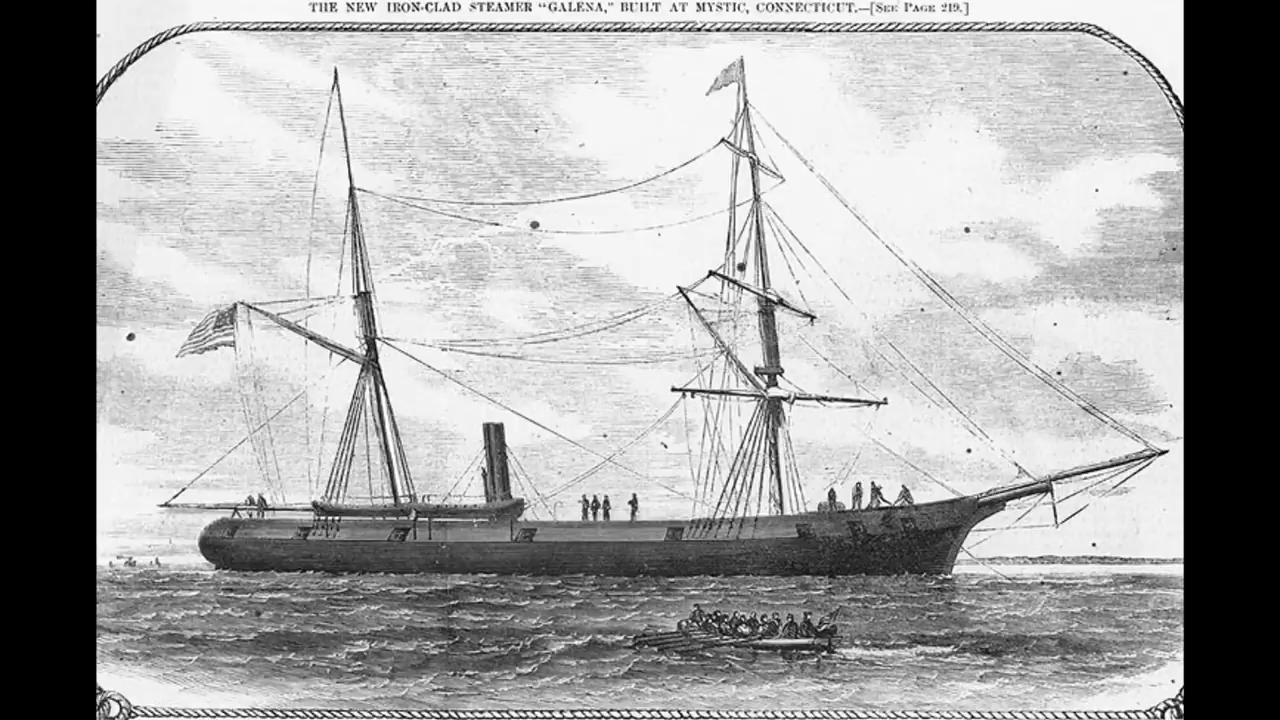 THE NEW IRON-CLAD STEAMER "GALENA," BUILT AT MYSTIC, CONNECTICUT.—[SEE PAGE 219.]